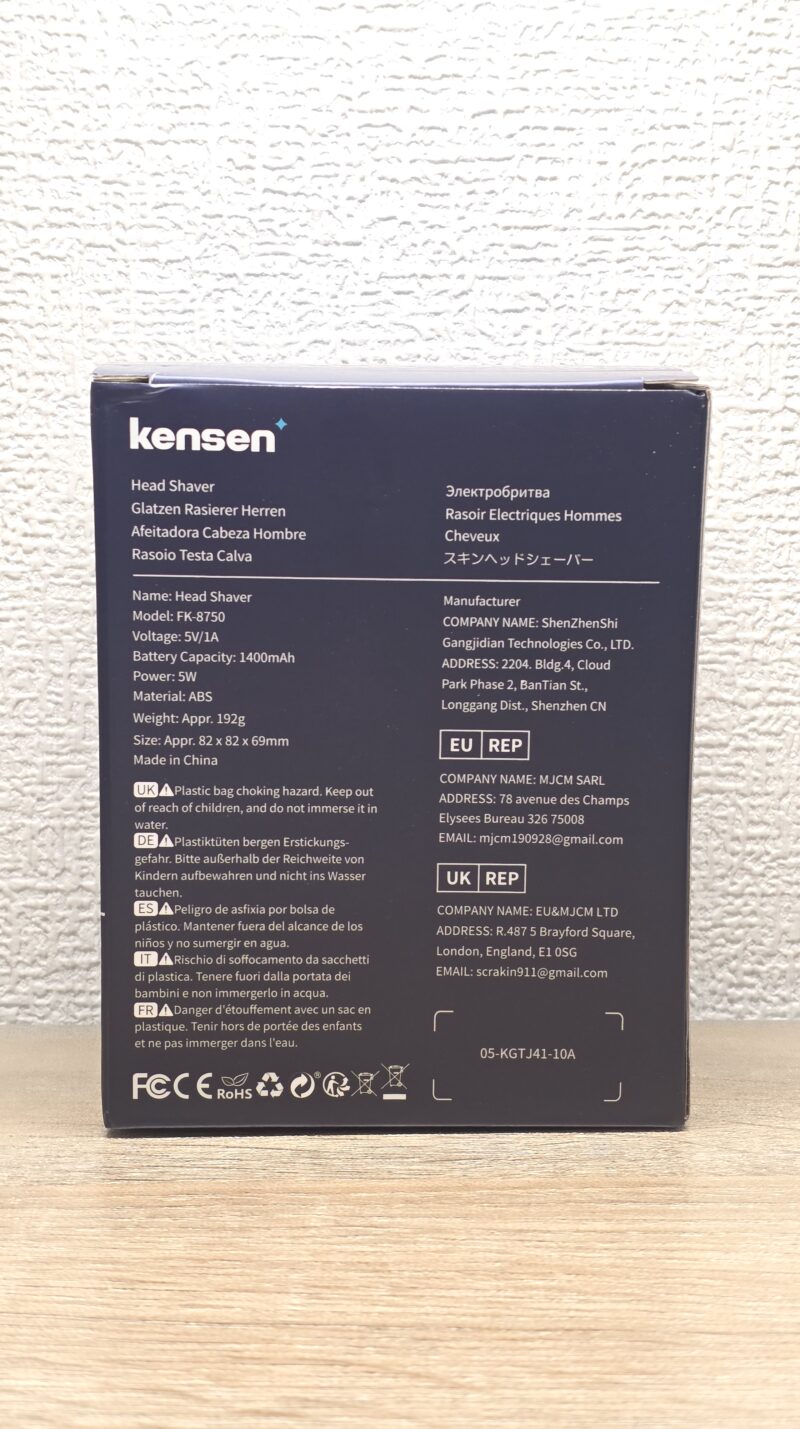 kensen
Head Shaver
Glatzen Rasierer Herren
Afeitadora Cabeza Hombre
Rasoio Testa Calva
Электробритва
Rasoir Electriques Hommes
Cheveux
スキンヘッドシェーバー
Name: Head Shaver
Model: FK-8750
Voltage: 5V/1A
Battery Capacity: 1400mAh
Power: 5W
Material: ABS
Weight: Appr. 192g
Size: Appr. 82 x 82 x 69mm
Made in China
UK Plastic bag choking hazard. Keep out
of reach of children, and do not immerse it in
water.
DE Plastiktüten bergen Erstickungs-
gefahr. Bitte außerhalb der Reichweite von
Kindern aufbewahren und nicht ins Wasser
tauchen.
ES Peligro de asfixia por bolsa de
plástico. Mantener fuera del alcance de los
niños y no sumergir en agua.
IT Rischio di soffocamento da sacchetti
di plastica. Tenere fuori dalla portata dei
bambini e non immergerlo in acqua.
FR Danger d'étouffement avec un sac en
plastique. Tenir hors de portée des enfants
et ne pas immerger dans l'eau.
FC CE RoHS ®
Manufacturer
COMPANY NAME: ShenZhenShi
Gangjidian Technologies Co., LTD.
ADDRESS: 2204. Bldg.4, Cloud
Park Phase 2, BanTian St.,
Longgang Dist., Shenzhen CN
EU REP
COMPANY NAME: MJCM SARL
ADDRESS: 78 avenue des Champs
Elysees Bureau 326 75008
EMAIL: mjcm190928@gmail.com
UK REP
COMPANY NAME: EU&MJCM LTD
ADDRESS: R.487 5 Brayford Square,
London, England, E1 0SG
EMAIL: scrakin911@gmail.com
05-KGTJ41-10A